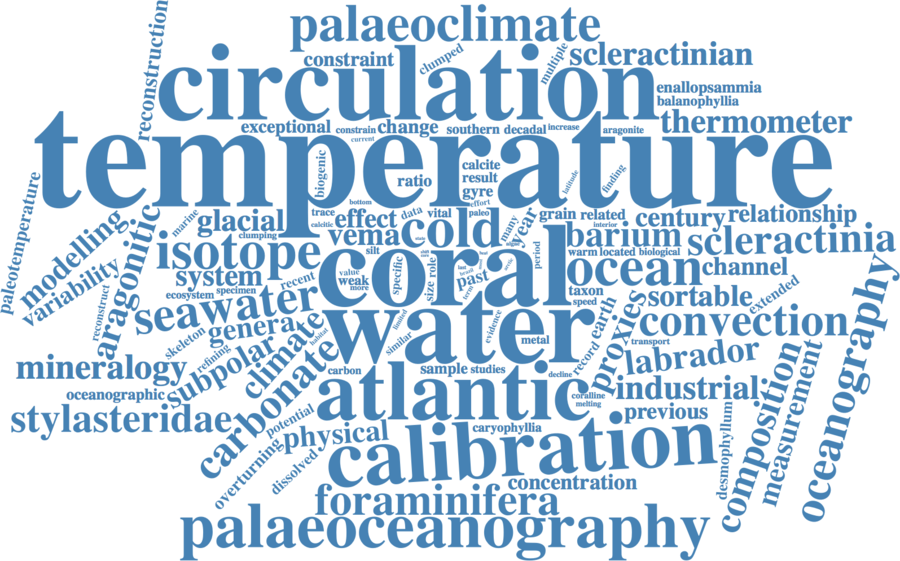 palaeoclimate
reconstruction
circulation
constraint
clumped
multiple
scleractinian
enallopsammia
balanophyllia
exceptional
constrain
current
change
southern
decadal
increase
aragonite
thermometer
temperature
paleotemperature
biogenic
ratio
calcite
result
gyre
effort
paleo
latitude
finding
bottom
modelling
variability
aragonitic
marine
glacial
clumping
trace
calcitic
effect
data
vital
many
year
grain
related
interior
century
relationship
isotope
vema
cold
silt
barium
warm
located
biological
scleractinia
system
ecosystem
specimen
recent
value
weak
more
specific
size
role
past
term
period
coral
ocean
channel
taxon
speed
sortable
extended
seawater
reconstruct
skeleton
refining
genera
climate
habitat
limited
similar
water
evidence
metal
record
earth
proxies
convection
transport
labrador
mineralogy
oceanographic
subpolar
carbonate
carbon
sample
studies
decline
coralline
melting
industrial
previous
atlantic
stylasteridae
potential
physical
overturning
dissolved
caryophyllia
calibration
concentration
desmophyllum
composition
measurement
oceanography
foraminifera
palaeoceanography